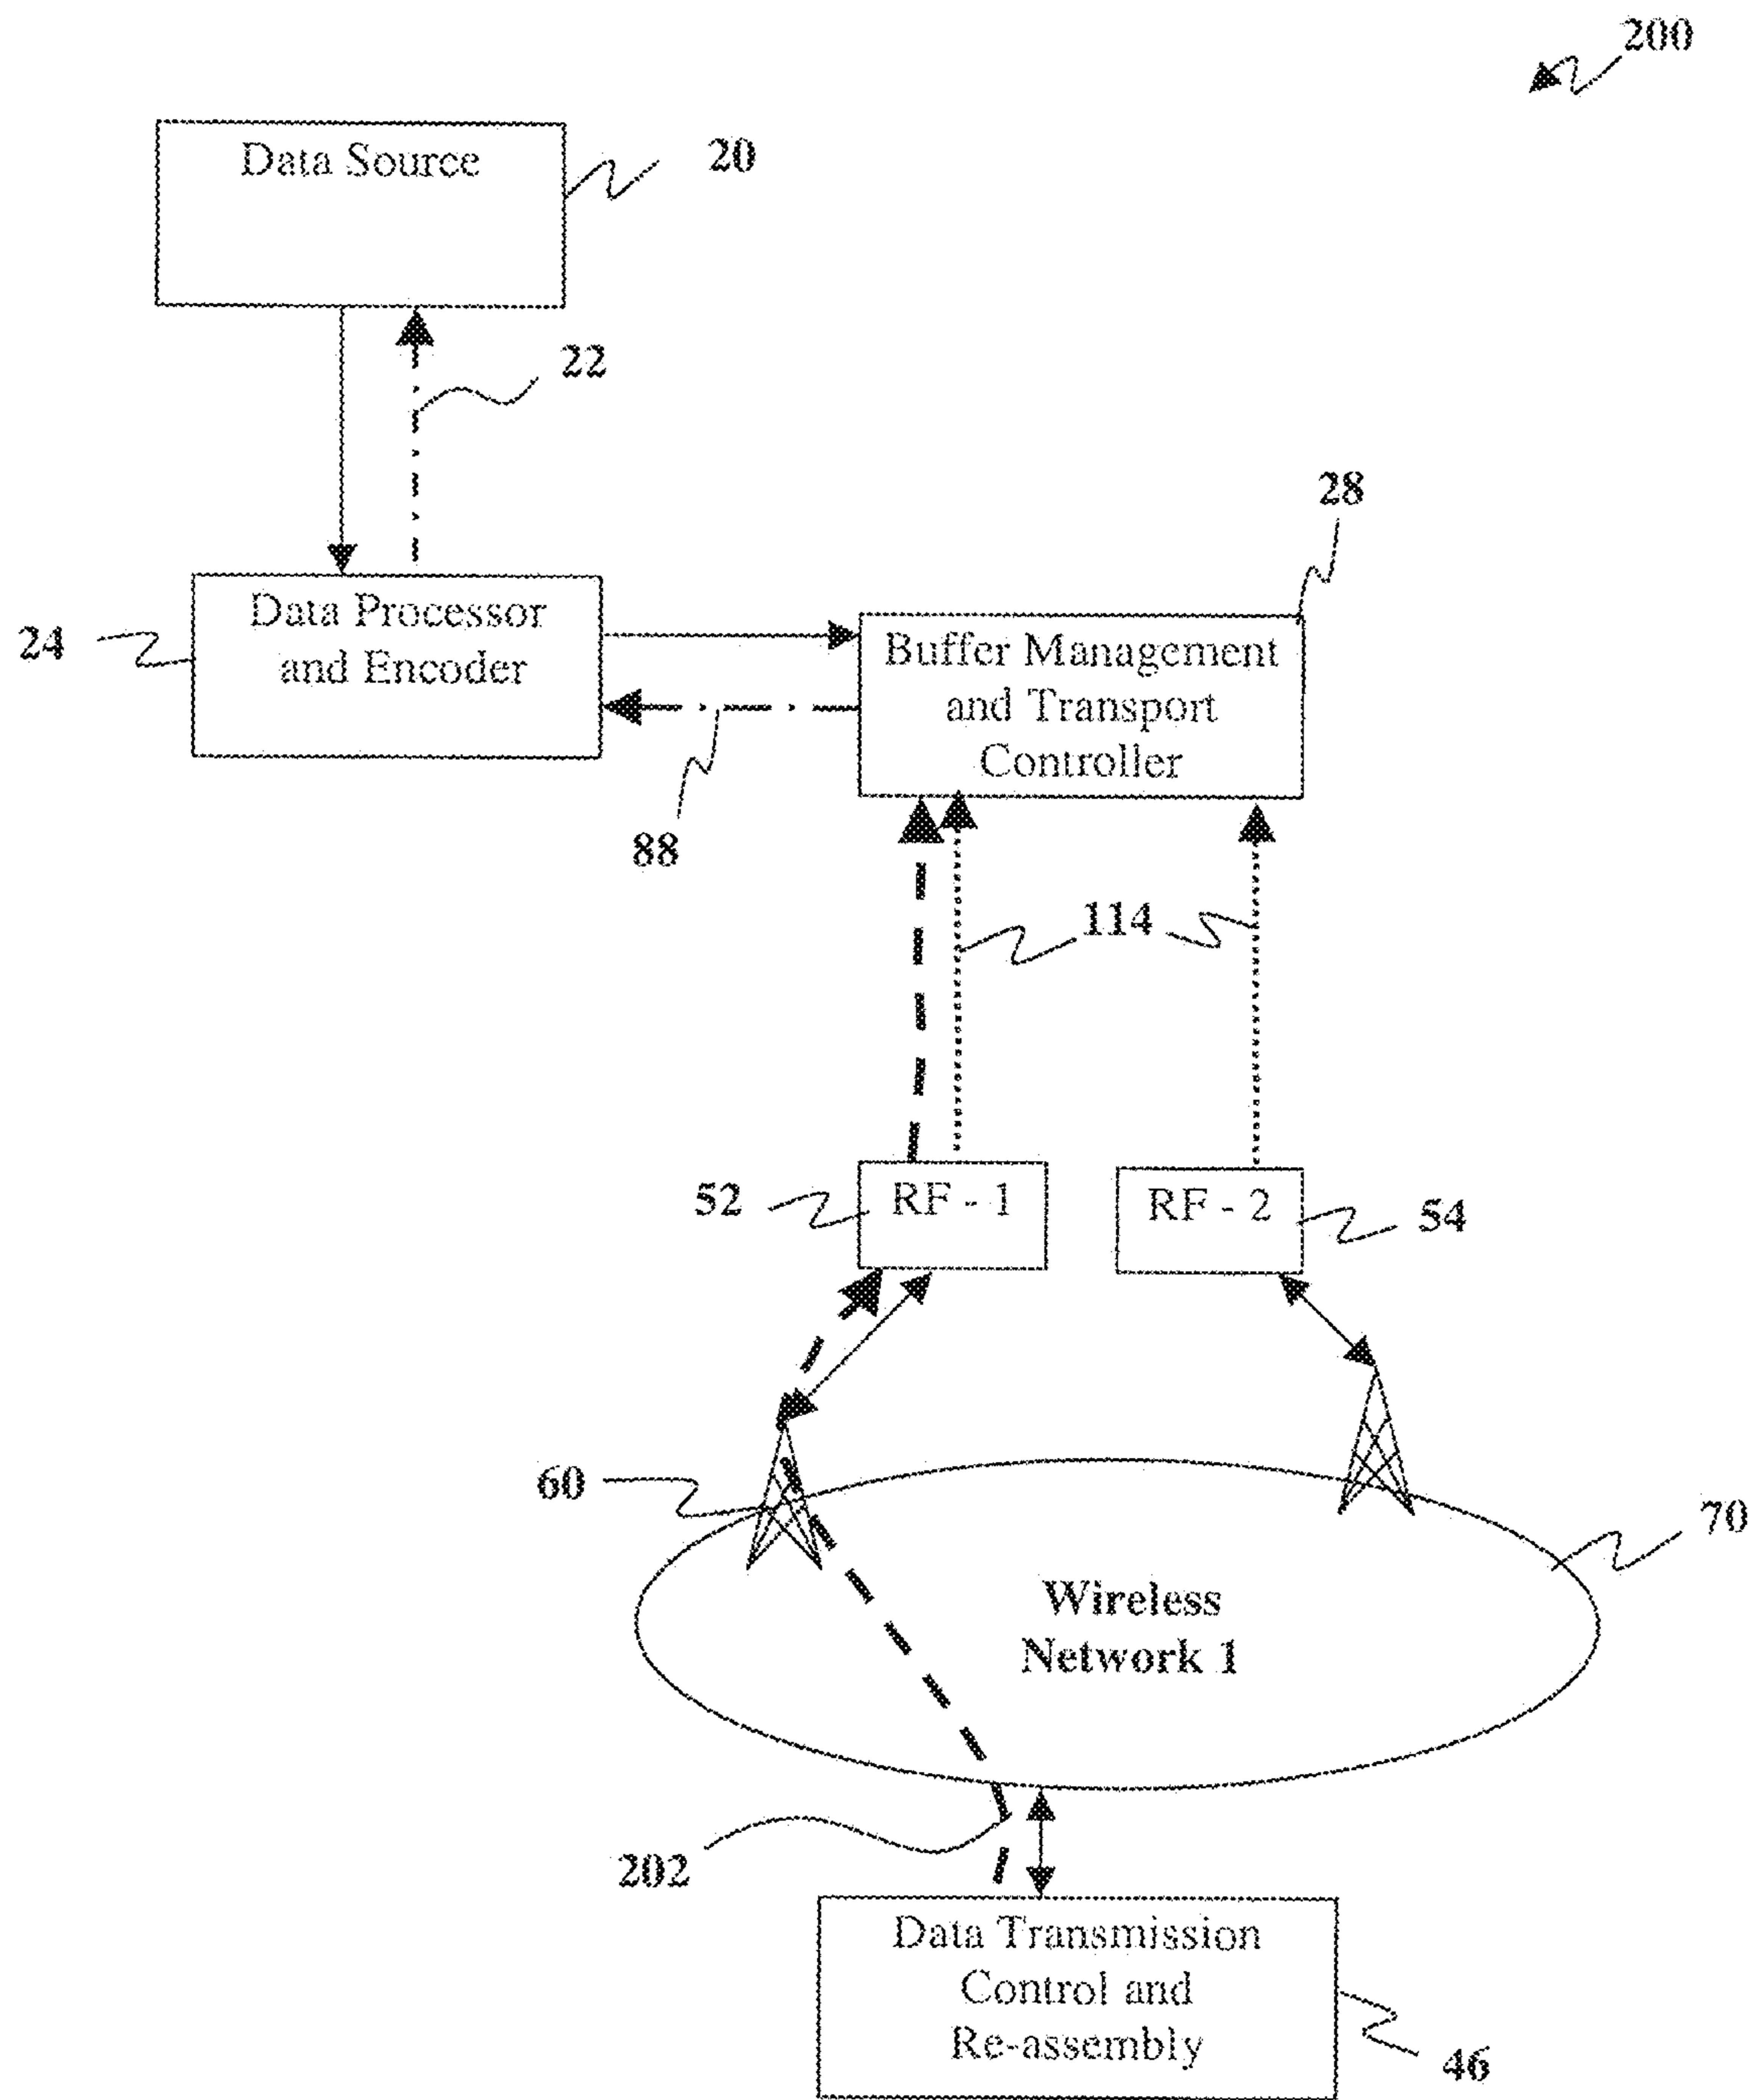 200
Data Source
20
22
28
24
Data Processor
and Encoder
Buffer Management
and Transport
Controller
88
114
52
RF - 1
RF - 2
54
60
70
Wireless
Network 1
202
Data Transmission
Control and
Re-assembly
46